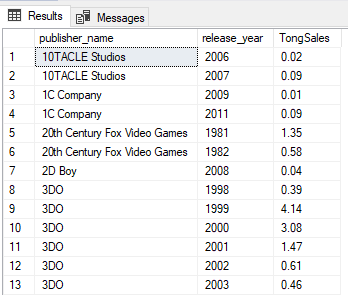 Results Messages
publisher_name release_year TongSales
1 10TACLE Studios 2006 0.02
2 10TACLE Studios 2007 0.09
3 1C Company 2009 0.01
4 1C Company 2011 0.09
5 20th Century Fox Video Games 1981 1.35
6 20th Century Fox Video Games 1982 0.58
7 2D Boy 2008 0.04
8 3DO 1998 0.39
9 3DO 1999 4.14
10 3DO 2000 3.08
11 3DO 2001 1.47
12 3DO 2002 0.61
13 3DO 2003 0.46